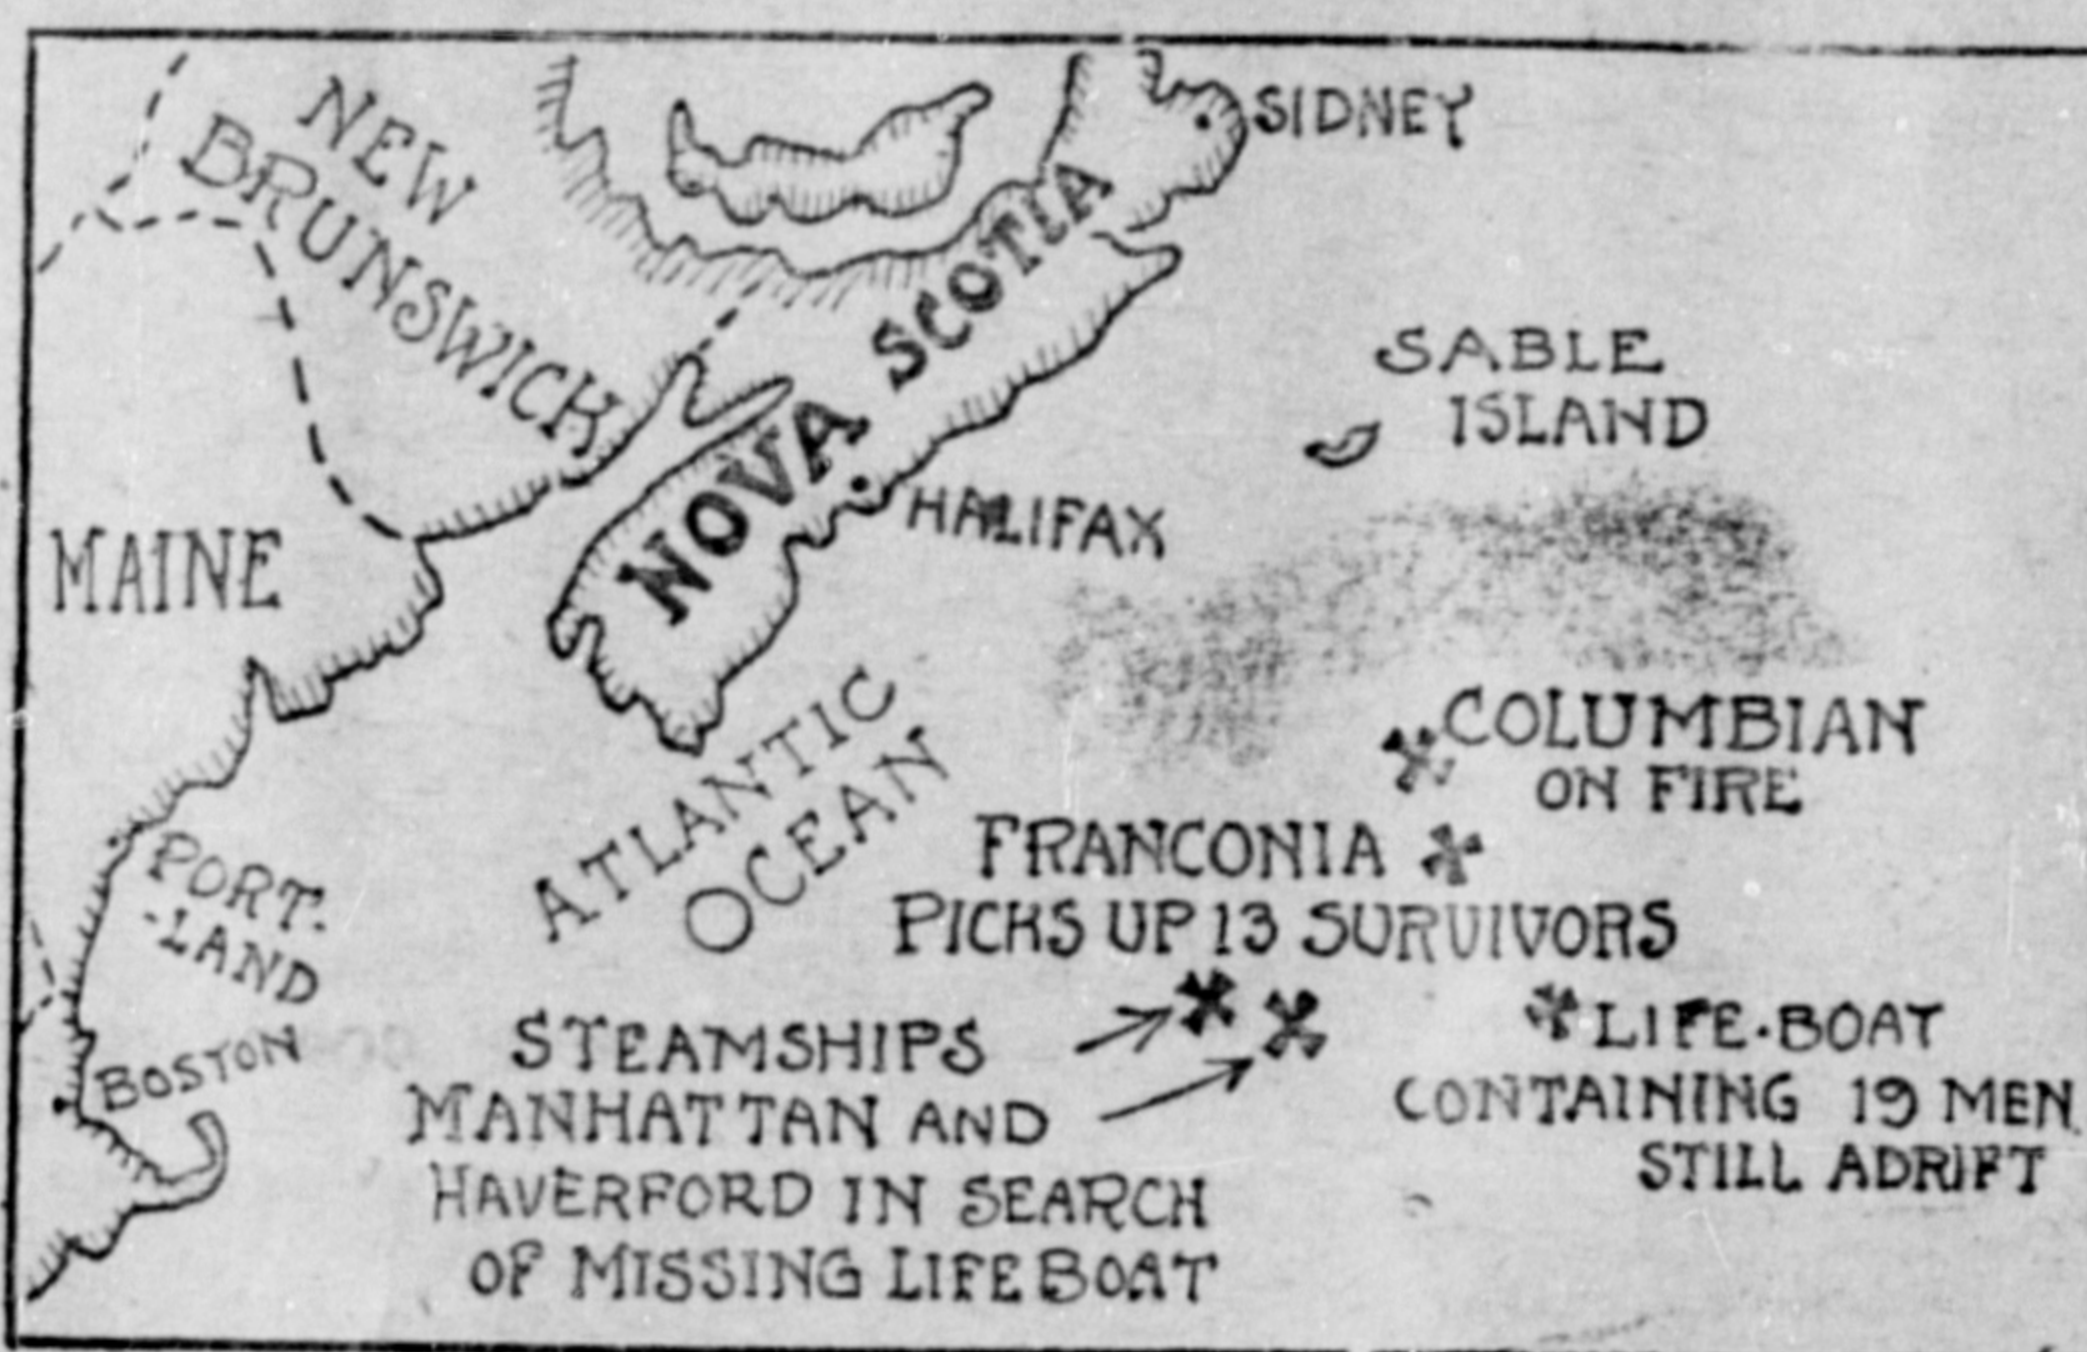 NEW
BRUNSWICK
SIDNEY
NOVA SCOTIA
SABLE
ISLAND
HALIFAX
MAINE
ATLANTIC
OCEAN
COLUMBIAN
ON FIRE
FRANCONIA
PICKS UP 13 SURVIVORS
PORT-
-LAND
BOSTON
STEAMSHIPS
MANHATTAN AND
HAVERFORD IN SEARCH
OF MISSING LIFE BOAT
LIFE-BOAT
CONTAINING 19 MEN
STILL ADRIFT